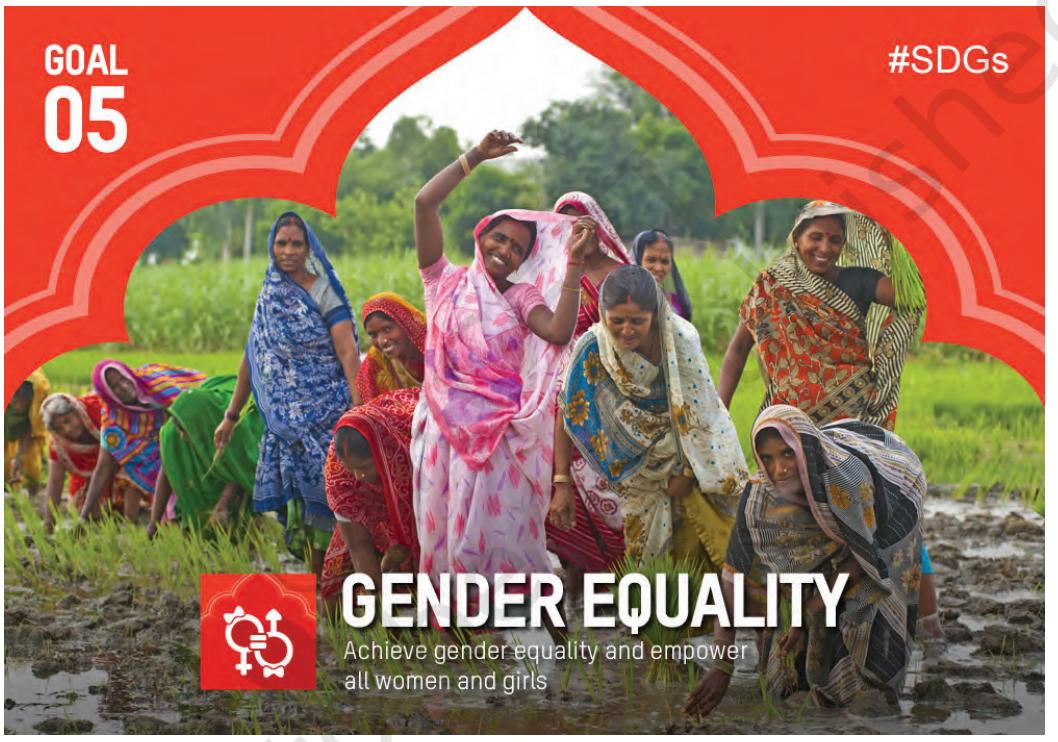 GOAL
05
#SDGs
GENDER EQUALITY
Achieve gender equality and empower
all women and girls